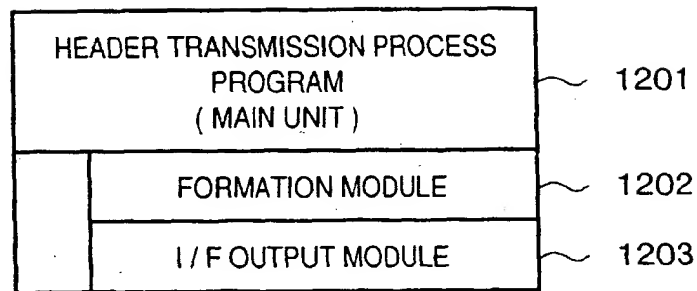 HEADER TRANSMISSION PROCESS
PROGRAM
( MAIN UNIT )
1201
FORMATION MODULE
1202
I / F OUTPUT MODULE
1203